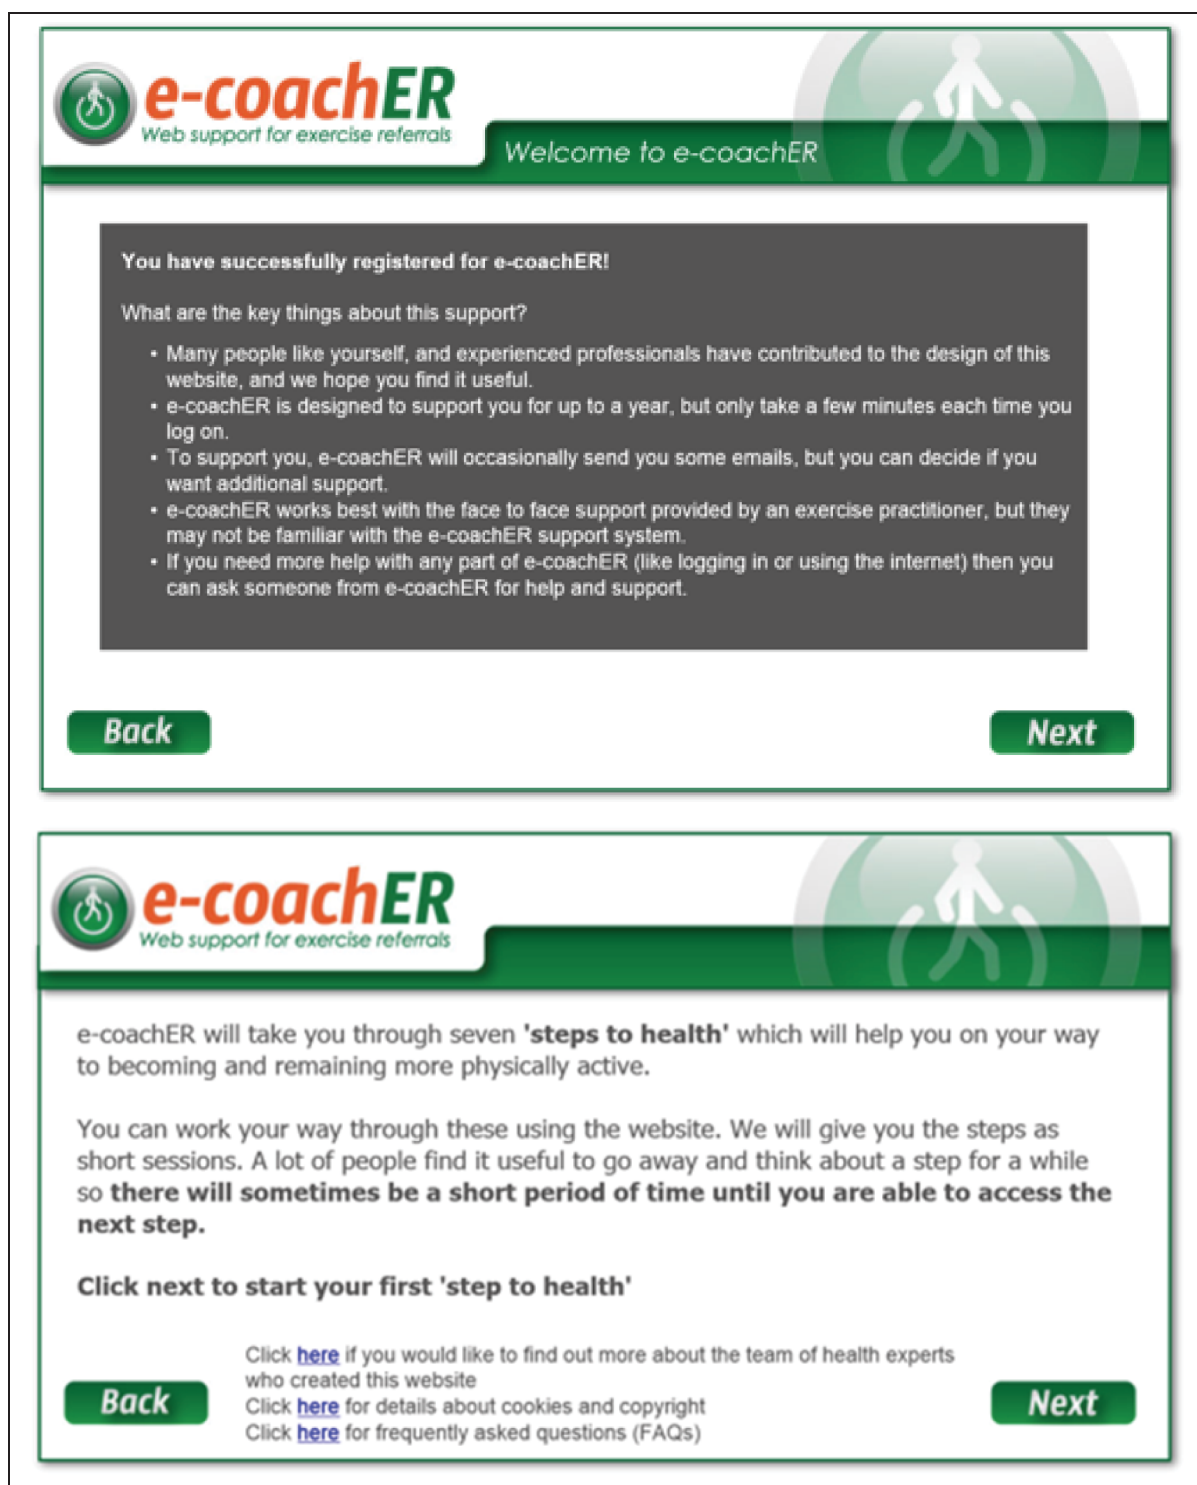 e-coachER
Web support for exercise referrals
Welcome to e-coachER
You have successfully registered for e-coachER!
What are the key things about this support?
• Many people like yourself, and experienced professionals have contributed to the design of this
website, and we hope you find it useful.
• e-coachER is designed to support you for up to a year, but only take a few minutes each time you
log on.
• To support you, e-coachER will occasionally send you some emails, but you can decide if you
want additional support.
• e-coachER works best with the face to face support provided by an exercise practitioner, but they
may not be familiar with the e-coachER support system.
• If you need more help with any part of e-coachER (like logging in or using the internet) then you
can ask someone from e-coachER for help and support.
Back
Next
e-coachER
Web support for exercise referrals
e-coachER will take you through seven 'steps to health' which will help you on your way
to becoming and remaining more physically active.
You can work your way through these using the website. We will give you the steps as
short sessions. A lot of people find it useful to go away and think about a step for a while
so there will sometimes be a short period of time until you are able to access the
next step.
Click next to start your first 'step to health'
Click here if you would like to find out more about the team of health experts
who created this website
Click here for details about cookies and copyright
Click here for frequently asked questions (FAQs)
Back
Next